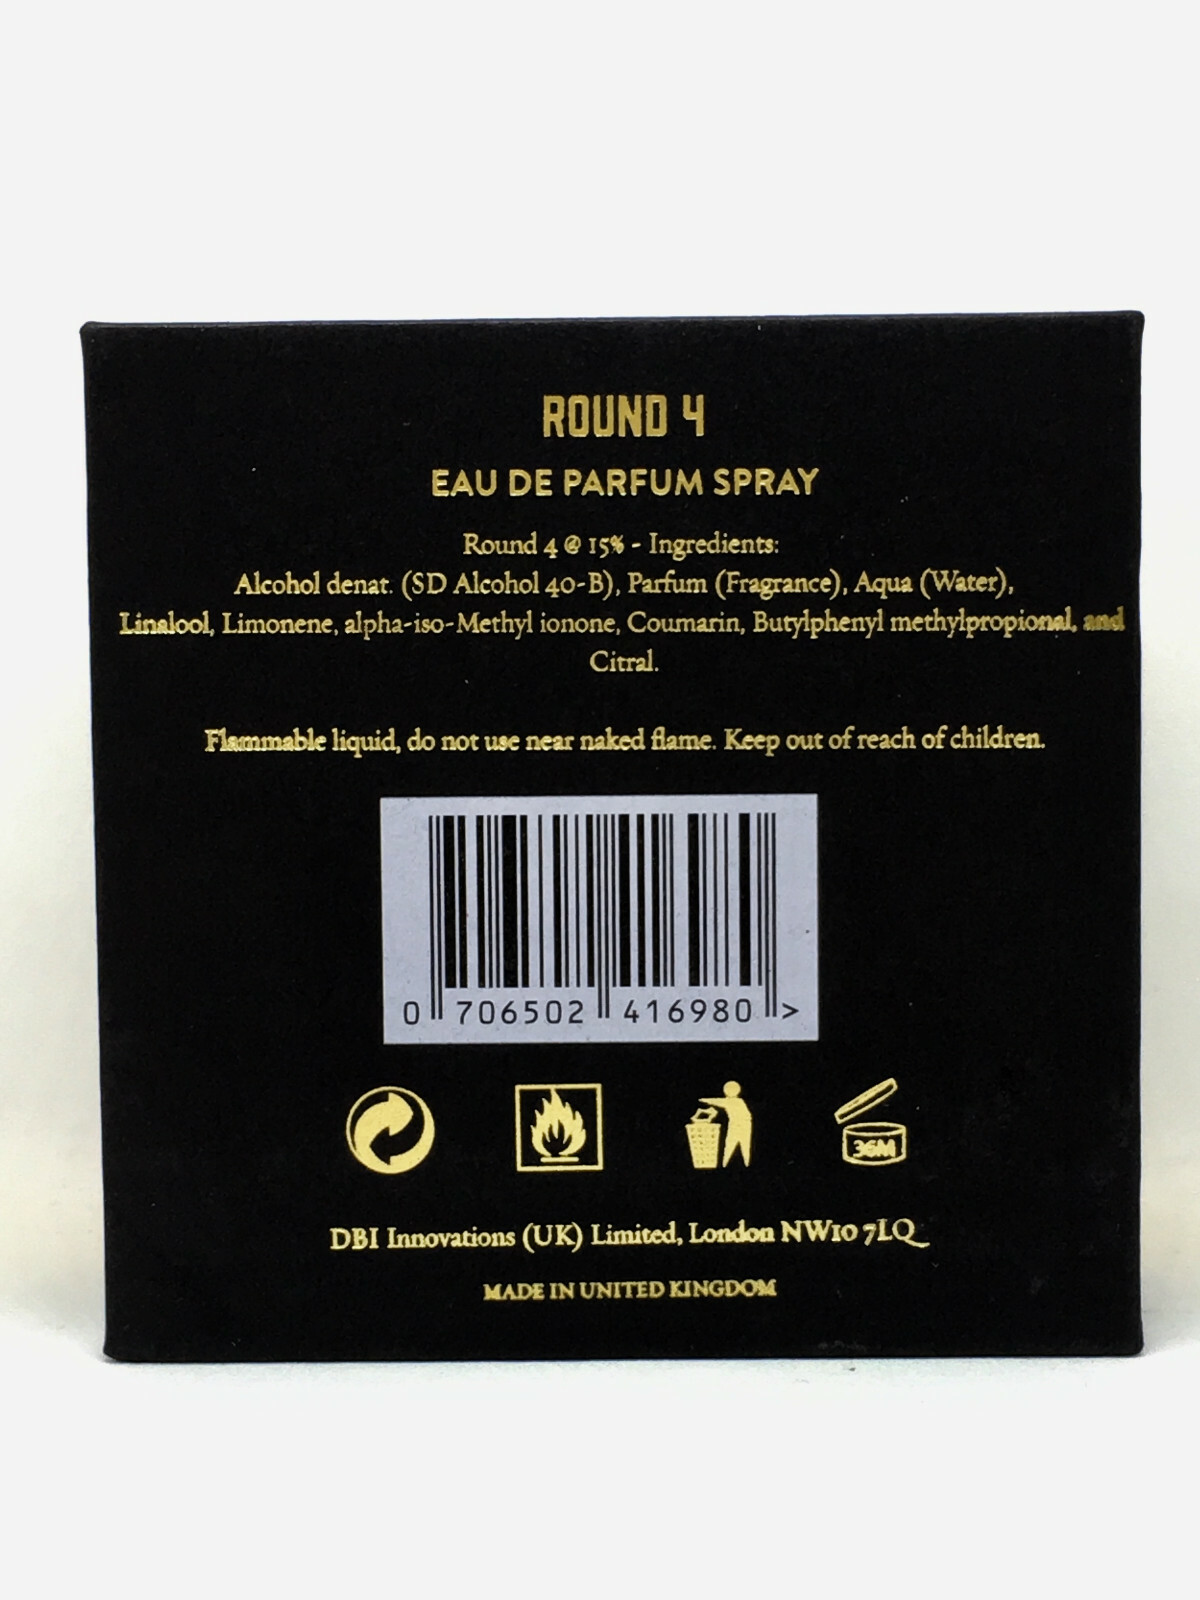 ROUND 4
EAU DE PARFUM SPRAY
Round 4 @ 15% - Ingredients:
Alcohol denat. (SD Alcohol 40-B), Parfum (Fragrance), Aqua (Water),
Linalool, Limonene, alpha-iso-Methyl ionone, Coumarin, Butylphenyl methylpropional, and
Citral.
Flammable liquid, do not use near naked flame. Keep out of reach of children.
0 706502 416980 >
36M
DBI Innovations (UK) Limited, London NW10 7LQ
MADE IN UNITED KINGDOM